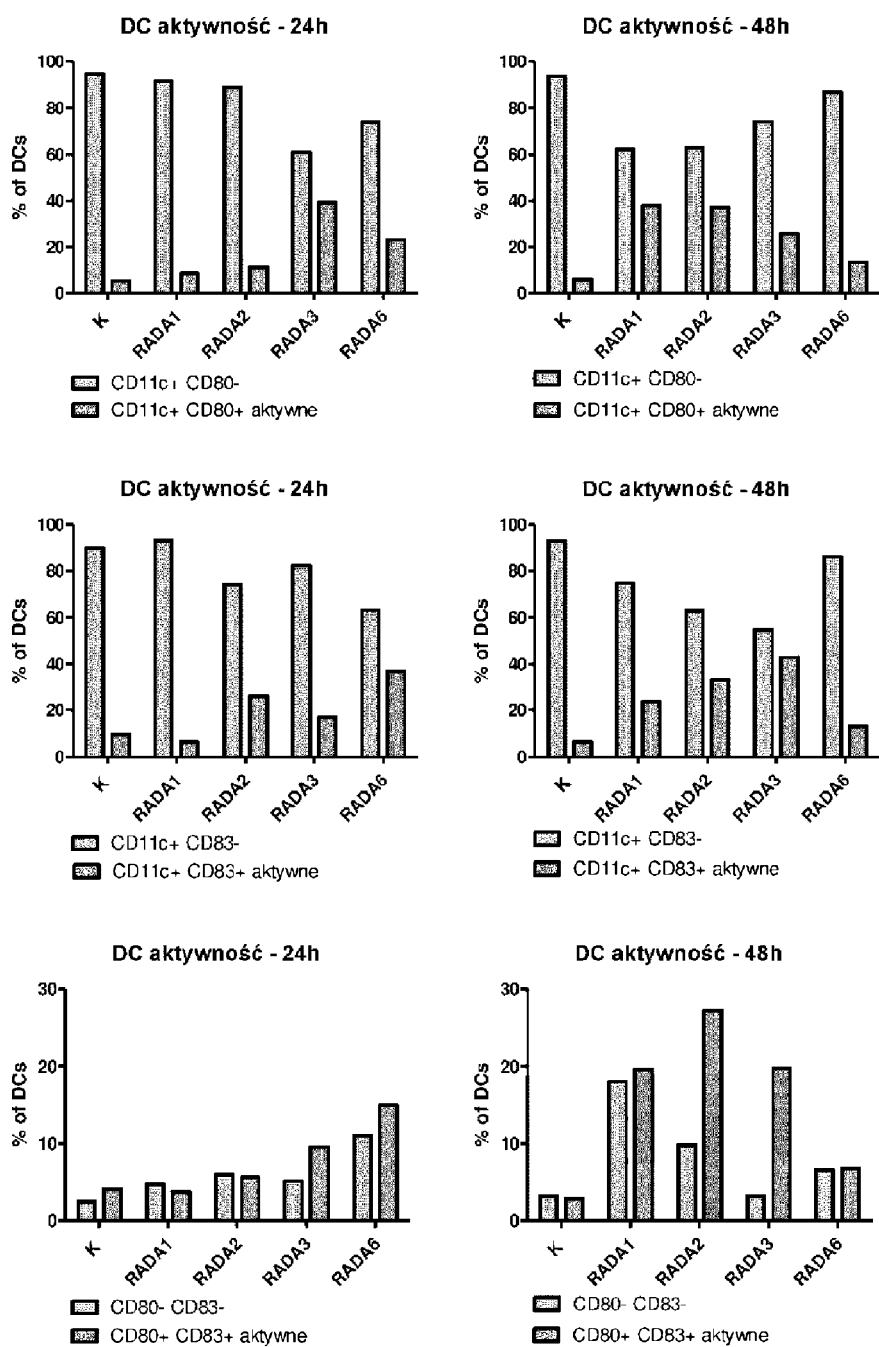 DC aktywność - 24h
100
80
60
40
20
0
% of DCs
K
RADA1
RADA2
RADA3
RADA6
CD11c+ CD80-
CD11c+ CD80+ aktywne
DC aktywność - 48h
100
80
60
40
20
0
% of DCs
K
RADA1
RADA2
RADA3
RADA6
CD11c+ CD80-
CD11c+ CD80+ aktywne
DC aktywność - 24h
100
80
60
40
20
0
% of DCs
K
RADA1
RADA2
RADA3
RADA6
CD11c+ CD83-
CD11c+ CD83+ aktywne
DC aktywność - 48h
100
80
60
40
20
0
% of DCs
K
RADA1
RADA2
RADA3
RADA6
CD11c+ CD83-
CD11c+ CD83+ aktywne
DC aktywność - 24h
30
20
10
0
% of DCs
K
RADA1
RADA2
RADA3
RADA6
CD80- CD83-
CD80+ CD83+ aktywne
DC aktywność - 48h
30
20
10
0
% of DCs
K
RADA1
RADA2
RADA3
RADA6
CD80- CD83-
CD80+ CD83+ aktywne